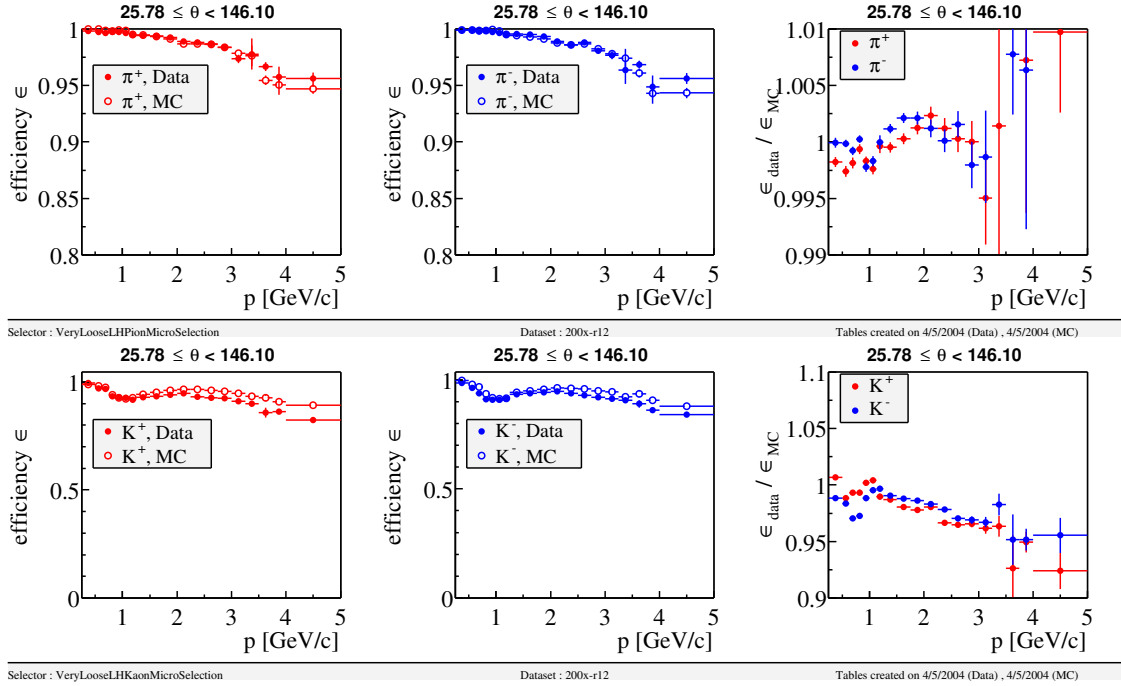 25.78 ≤ θ < 146.10
efficiency ∈
1
0.95
0.9
0.85
0.8
π+, Data
π+, MC
1 2 3 4 5
p [GeV/c]
25.78 ≤ θ < 146.10
efficiency ∈
1
0.95
0.9
0.85
0.8
π-, Data
π-, MC
1 2 3 4 5
p [GeV/c]
25.78 ≤ θ < 146.10
∈data / ∈MC
1.01
1.005
1
0.995
0.99
π+
π-
1 2 3 4 5
p [GeV/c]
Selector : VeryLooseLHPionMicroSelection
Dataset : 200x-r12
Tables created on 4/5/2004 (Data) , 4/5/2004 (MC)
25.78 ≤ θ < 146.10
efficiency ∈
1
0.5
0
K+, Data
K+, MC
1 2 3 4 5
p [GeV/c]
25.78 ≤ θ < 146.10
efficiency ∈
1
0.5
0
K-, Data
K-, MC
1 2 3 4 5
p [GeV/c]
25.78 ≤ θ < 146.10
∈data / ∈MC
1.1
1.05
1
0.95
0.9
K+
K-
1 2 3 4 5
p [GeV/c]
Selector : VeryLooseLHKaonMicroSelection
Dataset : 200x-r12
Tables created on 4/5/2004 (Data) , 4/5/2004 (MC)